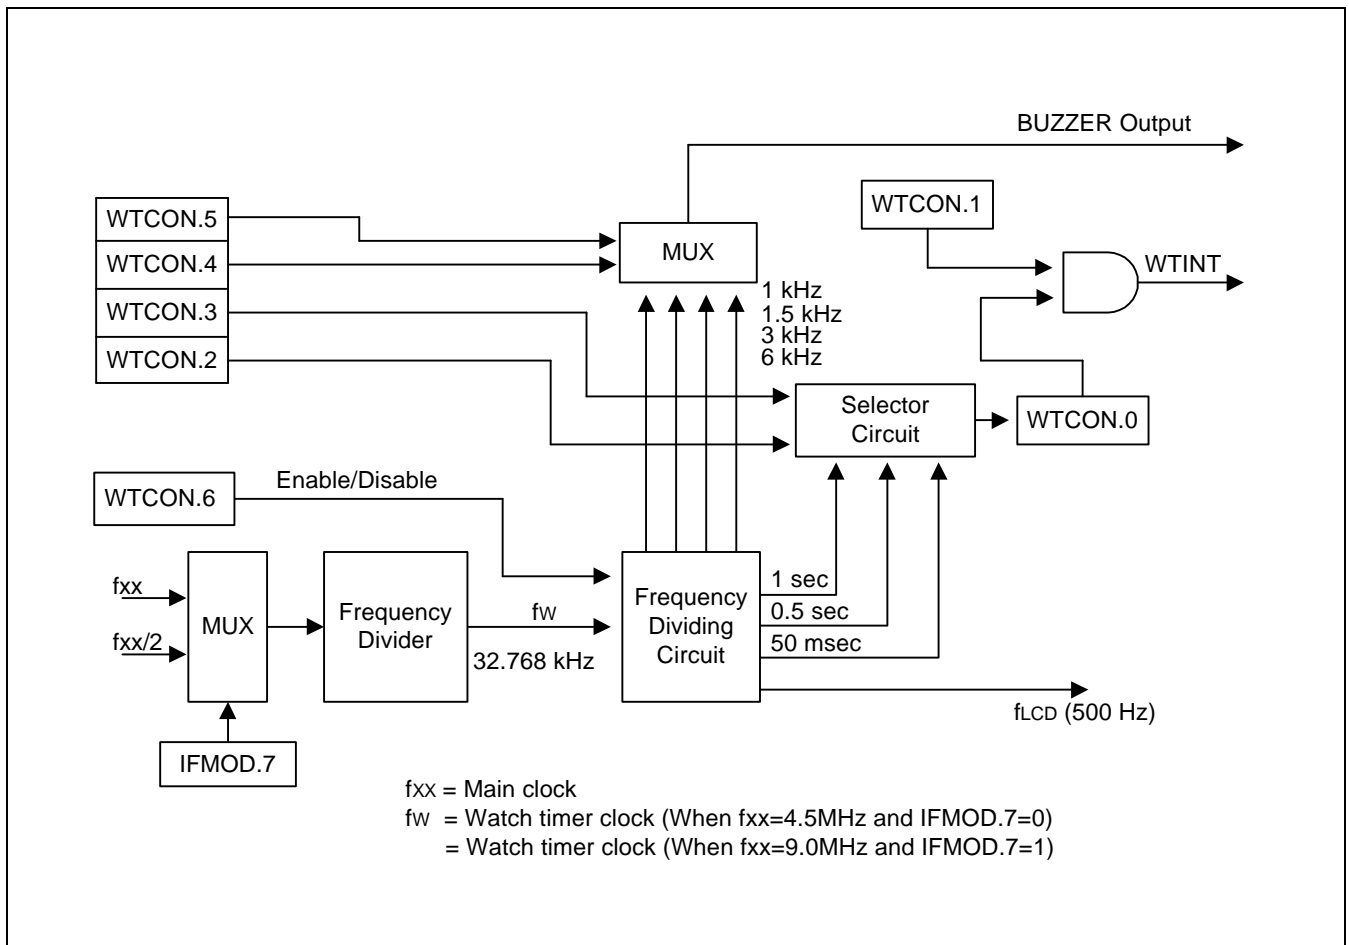 BUZZER Output
WTCON.1
WTCON.5
WTCON.4
WTCON.3
WTCON.2
MUX
WTINT
1 kHz
1.5 kHz
3 kHz
6 kHz
Selector
Circuit
WTCON.0
Enable/Disable
WTCON.6
fxx
fxx/2
MUX
Frequency
Divider
fW
32.768 kHz
Frequency
Dividing
Circuit
1 sec
0.5 sec
50 msec
fLCD (500 Hz)
IFMOD.7
fXX = Main clock
fW = Watch timer clock (When fxx=4.5MHz and IFMOD.7=0)
= Watch timer clock (When fxx=9.0MHz and IFMOD.7=1)